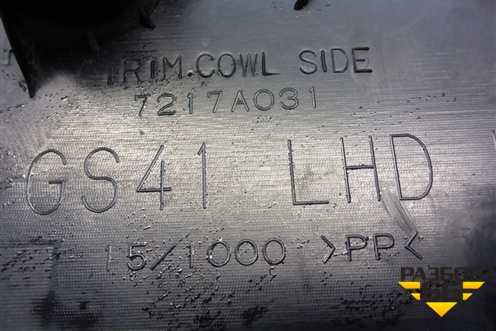 TRIM.COWL SIDE
7217A031
GS41 LHD
15/1000 >PP<